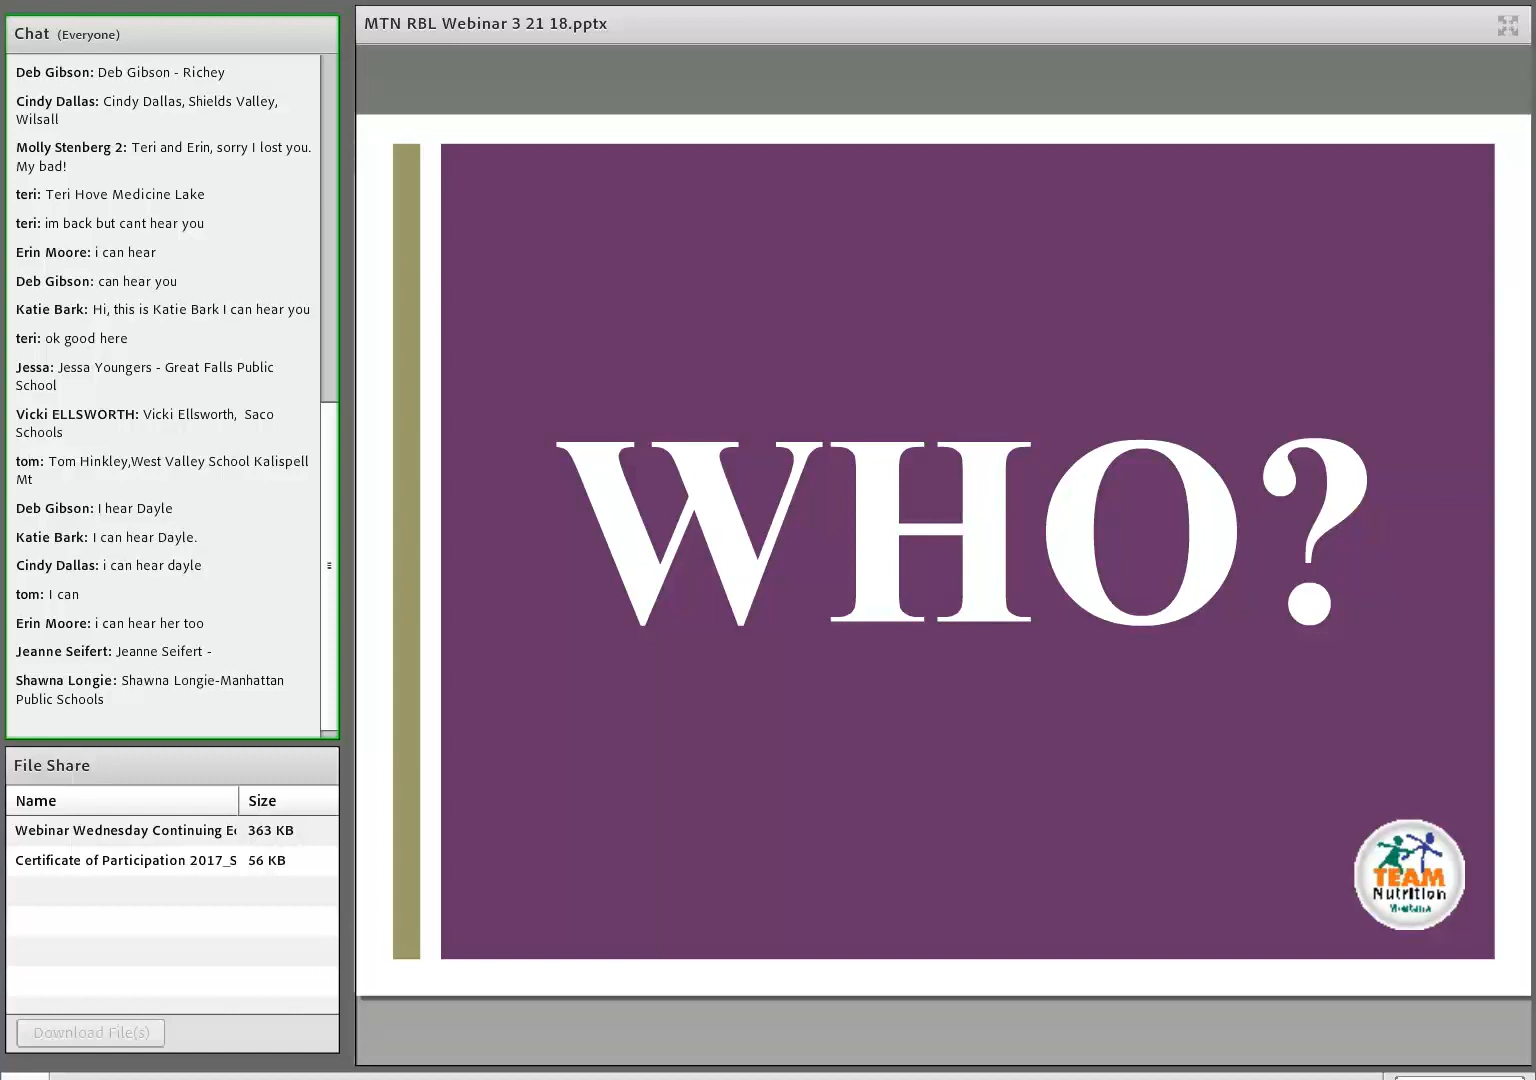 Chat (Everyone)
Deb Gibson: Deb Gibson - Richey
Cindy Dallas: Cindy Dallas, Shields Valley,
Wilsall
Molly Stenberg 2: Teri and Erin, sorry I lost you.
My bad!
teri: Teri Hove Medicine Lake
teri: im back but cant hear you
Erin Moore: i can hear
Deb Gibson: can hear you
Katie Bark: Hi, this is Katie Bark I can hear you
teri: ok good here
Jessa: Jessa Youngers - Great Falls Public
School
Vicki ELLSWORTH: Vicki Ellsworth, Saco
Schools
tom: Tom Hinkley,West Valley School Kalispell
Mt
Deb Gibson: I hear Dayle
Katie Bark: I can hear Dayle.
Cindy Dallas: i can hear dayle
tom: I can
Erin Moore: i can hear her too
Jeanne Seifert: Jeanne Seifert -
Shawna Longie: Shawna Longie-Manhattan
Public Schools
File Share
Name Size
Webinar Wednesday Continuing 363 KB
Certificate of Participation 2017_S 56 KB
Download File(s)
MTN RBL Webinar 3 21 18.pptx
WHO?
TEAM
Nutrition
Montana